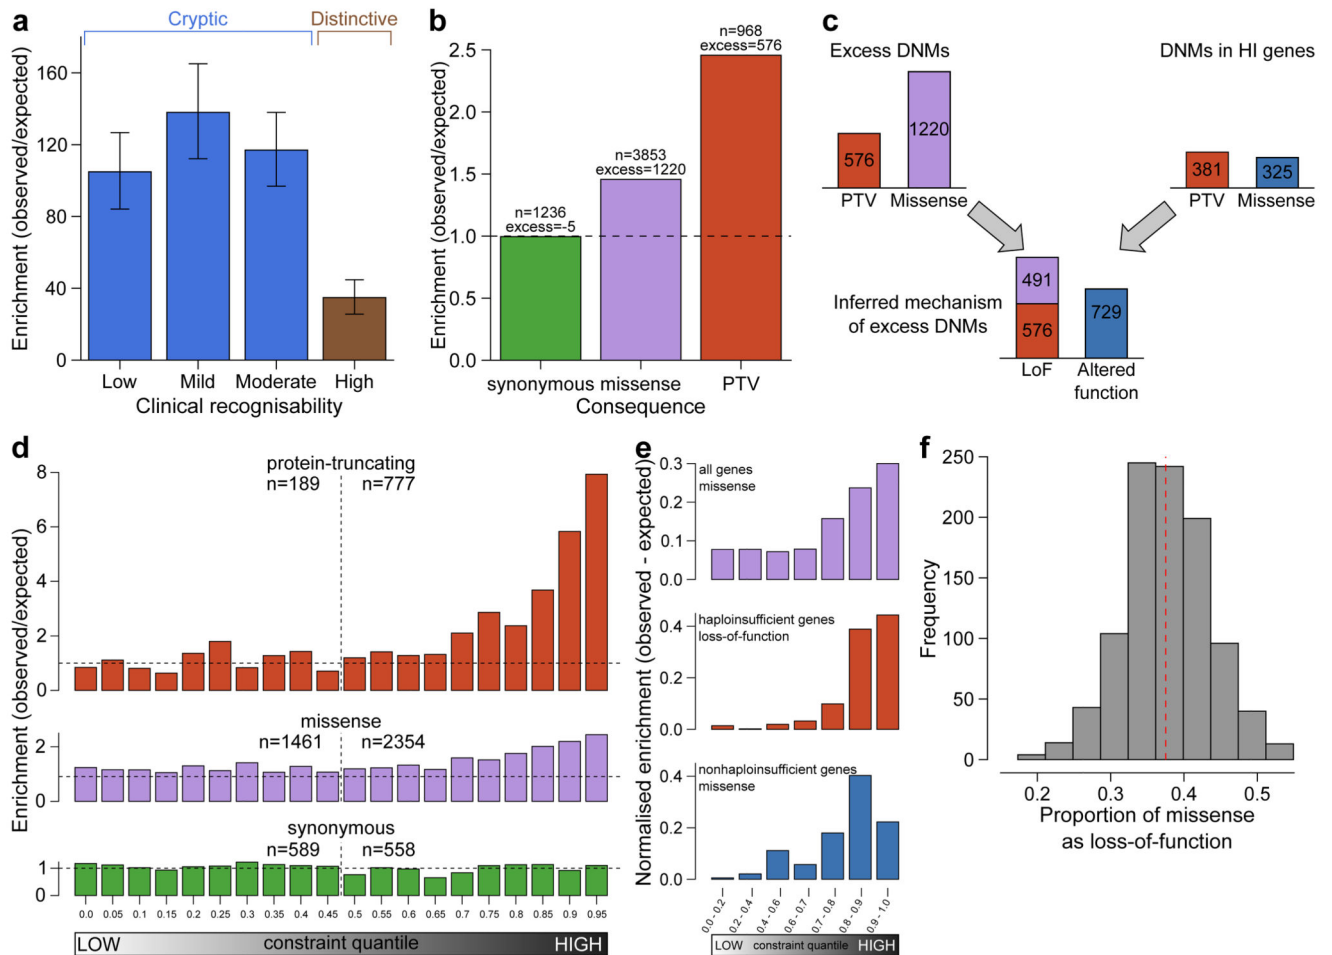 a
Cryptic
Distinctive
Enrichment (observed/expected)
160
120
80
40
0
Low
Mild
Moderate
High
Clinical recognisability
b
Enrichment (observed/expected)
2.5
2.0
1.5
1.0
0.5
0.0
n=1236
excess=-5
n=3853
excess=1220
n=968
excess=576
synonymous
missense
PTV
Consequence
c
Excess DNMs
DNMs in HI genes
576
1220
PTV
Missense
381
325
PTV
Missense
Inferred mechanism
of excess DNMs
491
576
729
LoF
Altered
function
d
Enrichment (observed/expected)
protein-truncating
n=189
n=777
8
6
4
2
0
missense
n=1461
n=2354
2
1
0
synonymous
n=589
n=558
1
0
0.0
0.05
0.1
0.15
0.2
0.25
0.3
0.35
0.4
0.45
0.5
0.55
0.6
0.65
0.7
0.75
0.8
0.85
0.9
0.95
LOW
constraint quantile
HIGH
e
Normalised enrichment (observed - expected)
0.3
0.1
0.0
all genes
missense
0.4
0.2
0.0
haploinsufficient genes
loss-of-function
0.4
0.2
0.0
nonhaploinsufficient genes
missense
0.0 - 0.2
0.2 - 0.4
0.4 - 0.6
0.6 - 0.7
0.7 - 0.8
0.8 - 0.9
0.9 - 1.0
LOW
constraint quantile
HIGH
f
Frequency
250
200
150
100
50
0
0.2
0.3
0.4
0.5
Proportion of missense
as loss-of-function